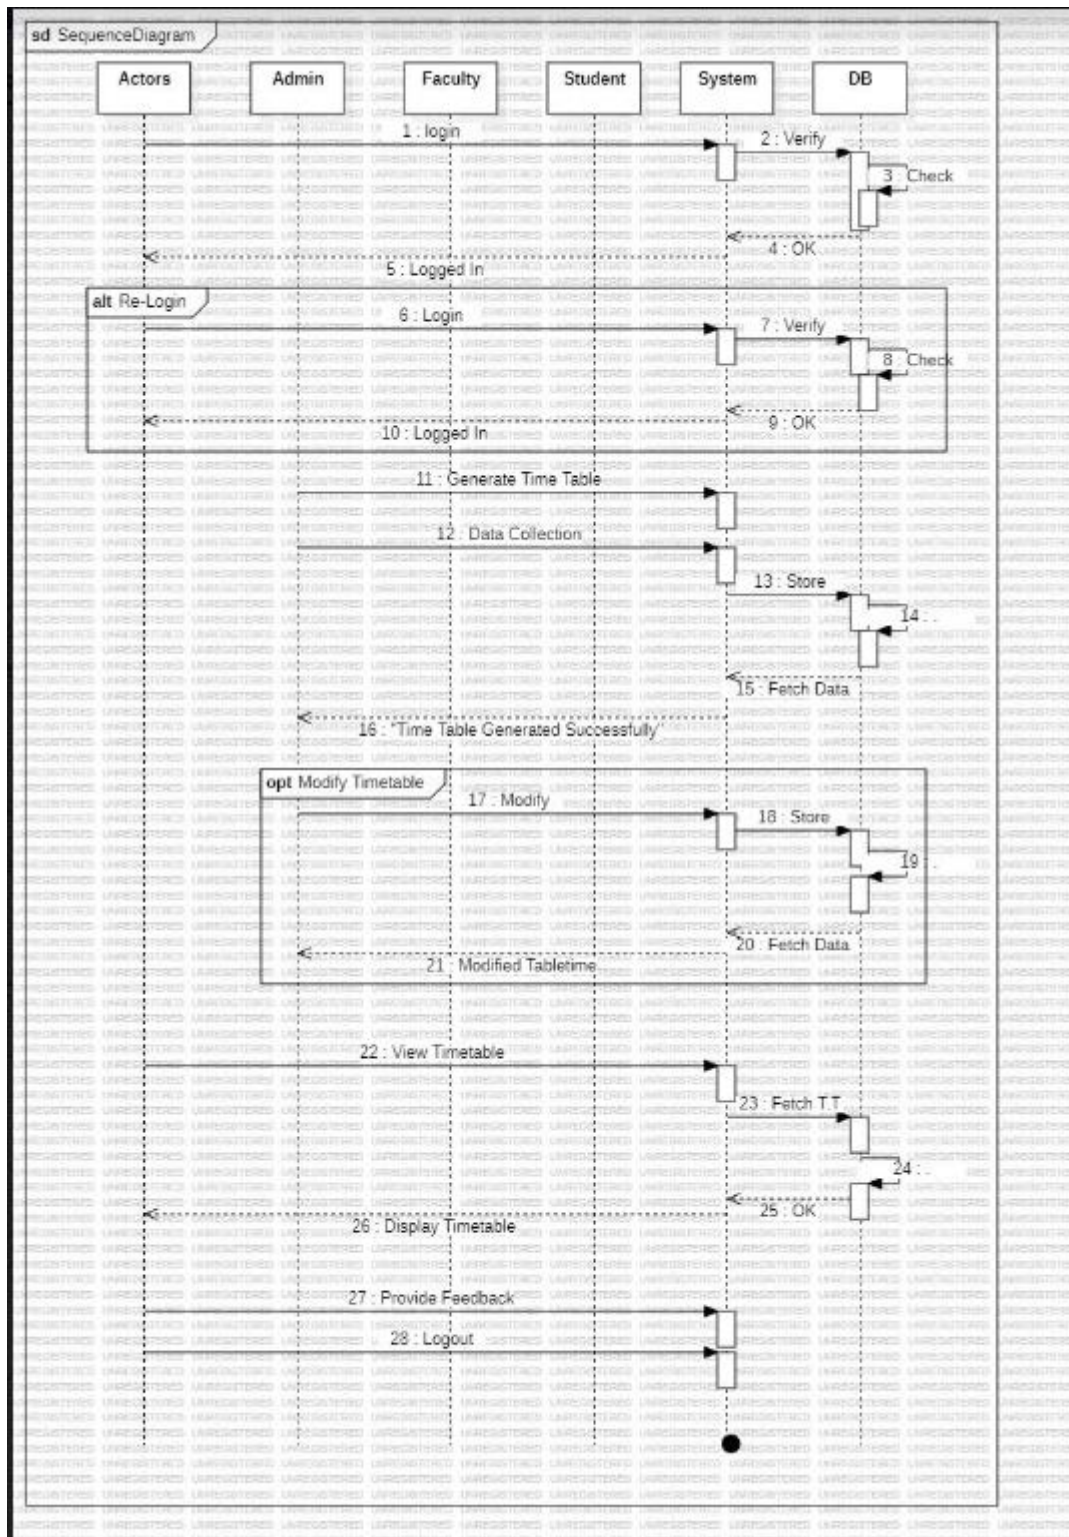 sd SequenceDiagram
Actors Admin Faculty Student System DB
1 : login
2 : Verify
3 : Check
4 : OK
5 : Logged In
alt Re-Login
6 : Login
7 : Verify
8 : Check
9 : OK
10 : Logged In
11 : Generate Time Table
12 : Data Collection
13 : Store
14 : .
15 : Fetch Data
16 : "Time Table Generated Successfully"
opt Modify Timetable
17 : Modify
18 : Store
19 : .
20 : Fetch Data
21 : Modified Tabletime
22 : View Timetable
23 : Fetch T.T
24 : .
25 : OK
26 : Display Timetable
27 : Provide Feedback
28 : Logout
UNREGISTERED